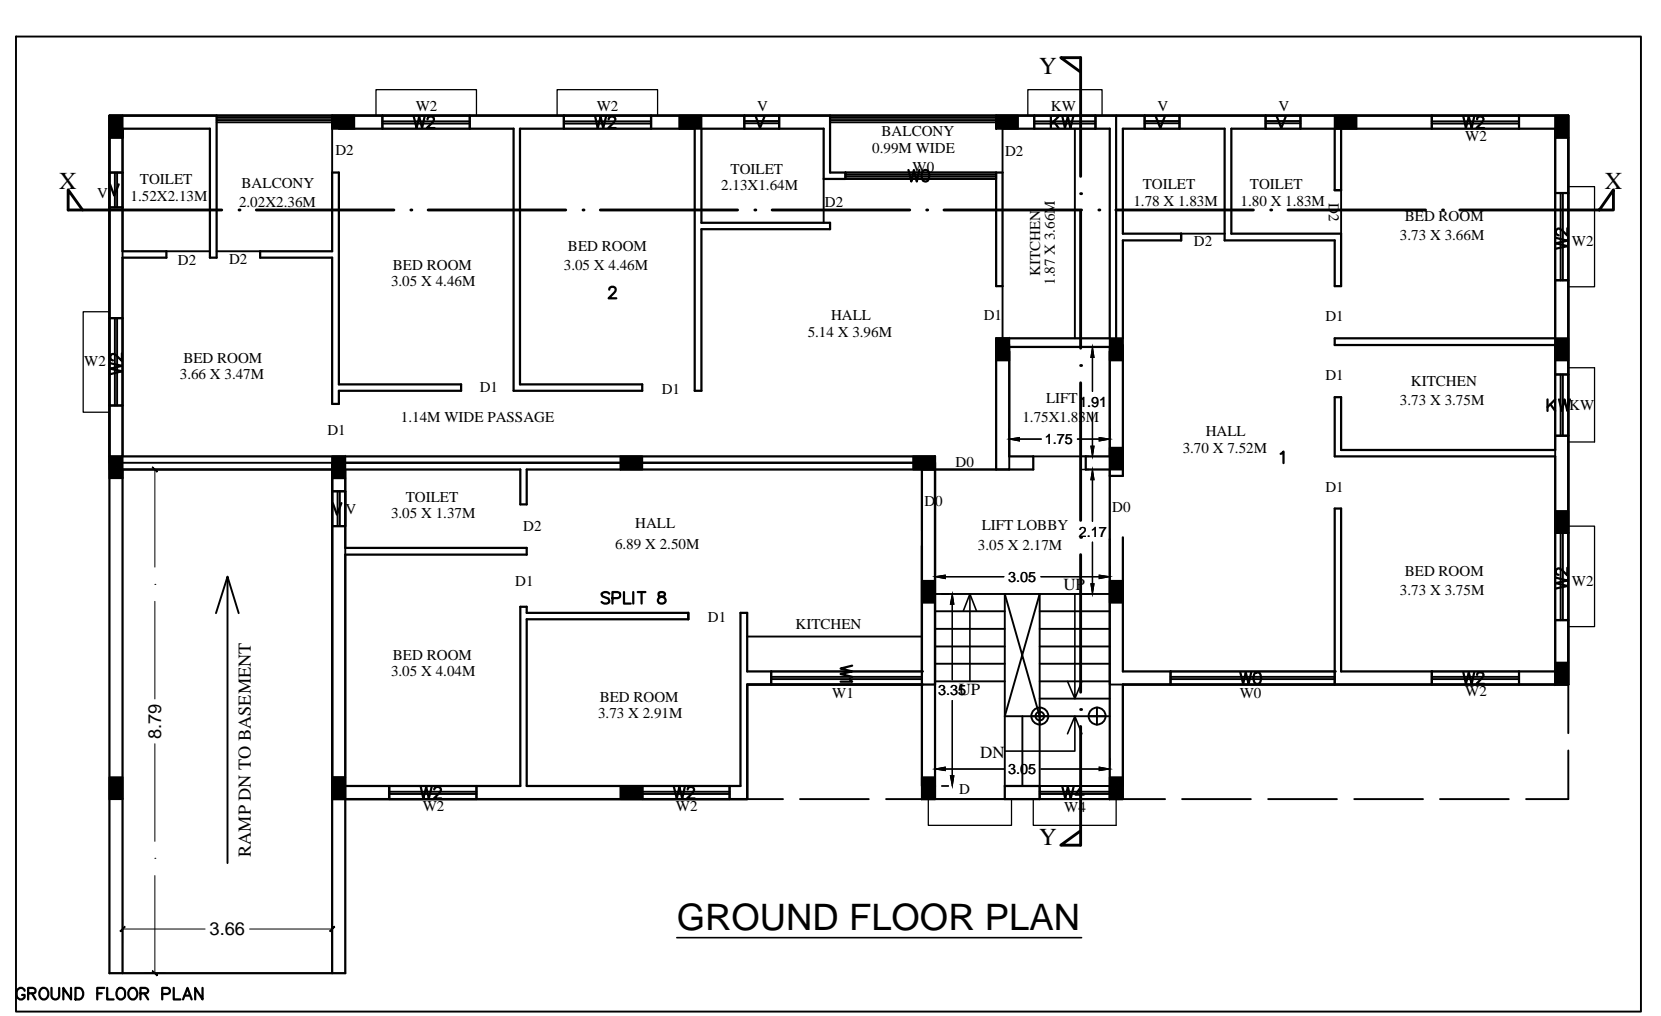 Y
W2
W2
V
KW
V
V
W2
W2
V
BALCONY
0.99M WIDE
W0
W0
KW
V
V
W2
W2
D2
D2
X
V
V
TOILET
1.52X2.13M
BALCONY
2.02X2.36M
TOILET
2.13X1.64M
D2
TOILET
1.78 X 1.83M
TOILET
1.80 X 1.83M
D2
X
BED ROOM
3.73 X 3.66M
W2
W2
D2
D2
BED ROOM
3.05 X 4.46M
BED ROOM
3.05 X 4.46M
2
KITCHEN
1.87 X 3.66M
D2
HALL
5.14 X 3.96M
D1
D1
W2
W2
BED ROOM
3.66 X 3.47M
D1
D1
D1
KITCHEN
3.73 X 3.75M
KW
KW
LIFT
1.75X1.83M
1.91
1.75
1.14M WIDE PASSAGE
D1
HALL
3.70 X 7.52M
1
D0
D1
TOILET
3.05 X 1.37M
V
V
D2
HALL
6.89 X 2.50M
D0
LIFT LOBBY
3.05 X 2.17M
2.17
D0
3.05
UP
D1
SPLIT 8
D1
KITCHEN
BED ROOM
3.73 X 3.75M
W2
W2
BED ROOM
3.05 X 4.04M
BED ROOM
3.73 X 2.91M
W
W1
3.35
UP
W0
W0
W2
W2
8.79
RAMP DN TO BASEMENT
DN
3.05
D
W2
W2
W2
W2
W4
W4
Y
3.66
GROUND FLOOR PLAN
GROUND FLOOR PLAN